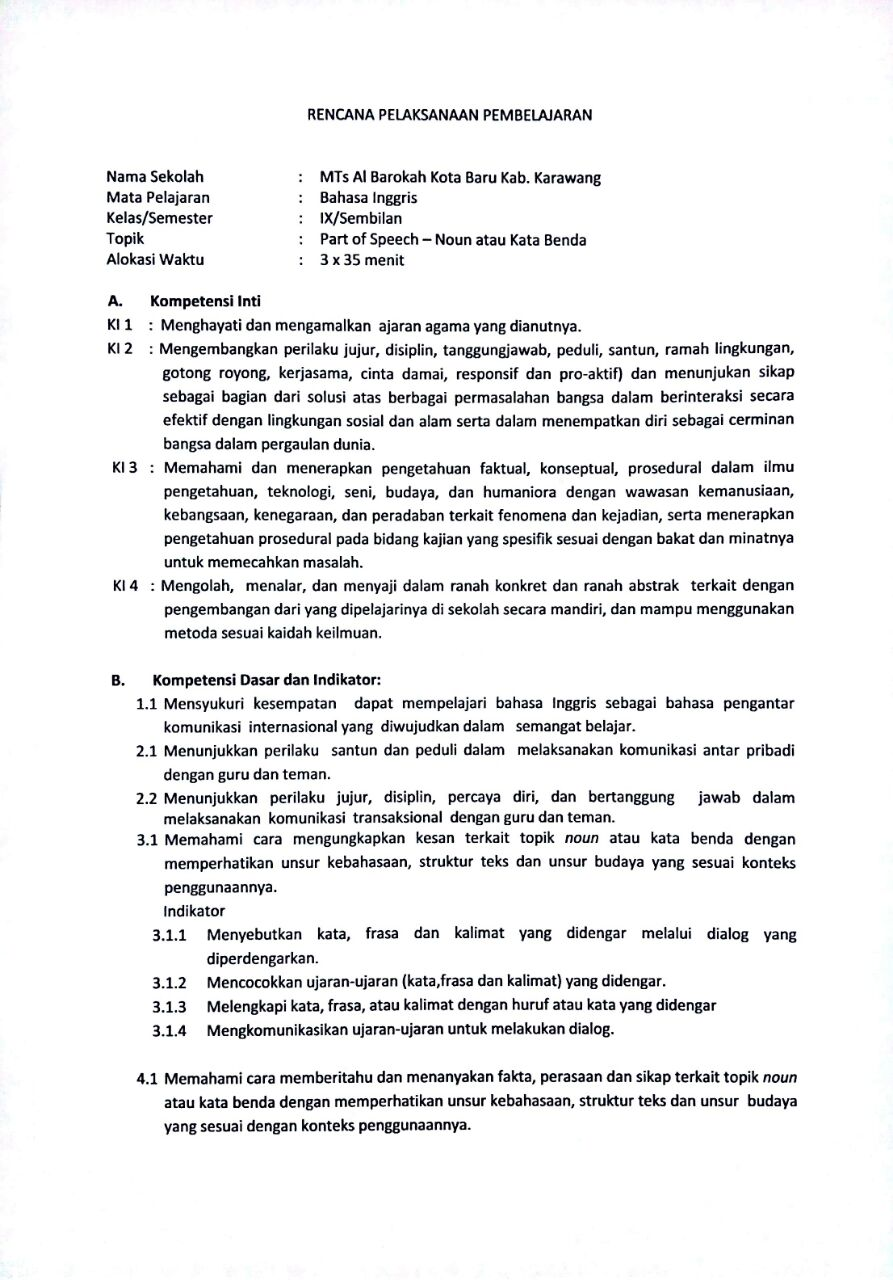 RENCANA PELAKSANAAN PEMBELAJARAN
Nama Sekolah : MTs Al Barokah Kota Baru Kab. Karawang
Mata Pelajaran : Bahasa Inggris
Kelas/Semester : IX/Sembilan
Topik : Part of Speech – Noun atau Kata Benda
Alokasi Waktu : 3 x 35 menit
A. Kompetensi Inti
KI 1 : Menghayati dan mengamalkan ajaran agama yang dianutnya.
KI 2 : Mengembangkan perilaku jujur, disiplin, tanggungjawab, peduli, santun, ramah lingkungan,
gotong royong, kerjasama, cinta damai, responsif dan pro-aktif) dan menunjukan sikap
sebagai bagian dari solusi atas berbagai permasalahan bangsa dalam berinteraksi secara
efektif dengan lingkungan sosial dan alam serta dalam menempatkan diri sebagai cerminan
bangsa dalam pergaulan dunia.
KI 3 : Memahami dan menerapkan pengetahuan faktual, konseptual, prosedural dalam ilmu
pengetahuan, teknologi, seni, budaya, dan humaniora dengan wawasan kemanusiaan,
kebangsaan, kenegaraan, dan peradaban terkait fenomena dan kejadian, serta menerapkan
pengetahuan prosedural pada bidang kajian yang spesifik sesuai dengan bakat dan minatnya
untuk memecahkan masalah.
KI 4 : Mengolah, menalar, dan menyaji dalam ranah konkret dan ranah abstrak terkait dengan
pengembangan dari yang dipelajarinya di sekolah secara mandiri, dan mampu menggunakan
metoda sesuai kaidah keilmuan.
B. Kompetensi Dasar dan Indikator:
1.1 Mensyukuri kesempatan dapat mempelajari bahasa Inggris sebagai bahasa pengantar
komunikasi internasional yang diwujudkan dalam semangat belajar.
2.1 Menunjukkan perilaku santun dan peduli dalam melaksanakan komunikasi antar pribadi
dengan guru dan teman.
2.2 Menunjukkan perilaku jujur, disiplin, percaya diri, dan bertanggung jawab dalam
melaksanakan komunikasi transaksional dengan guru dan teman.
3.1 Memahami cara mengungkapkan kesan terkait topik noun atau kata benda dengan
memperhatikan unsur kebahasaan, struktur teks dan unsur budaya yang sesuai konteks
penggunaannya.
Indikator
3.1.1 Menyebutkan kata, frasa dan kalimat yang didengar melalui dialog yang
diperdengarkan.
3.1.2 Mencocokkan ujaran-ujaran (kata,frasa dan kalimat) yang didengar.
3.1.3 Melengkapi kata, frasa, atau kalimat dengan huruf atau kata yang didengar
3.1.4 Mengkomunikasikan ujaran-ujaran untuk melakukan dialog.
4.1 Memahami cara memberitahu dan menanyakan fakta, perasaan dan sikap terkait topik noun
atau kata benda dengan memperhatikan unsur kebahasaan, struktur teks dan unsur budaya
yang sesuai dengan konteks penggunaannya.